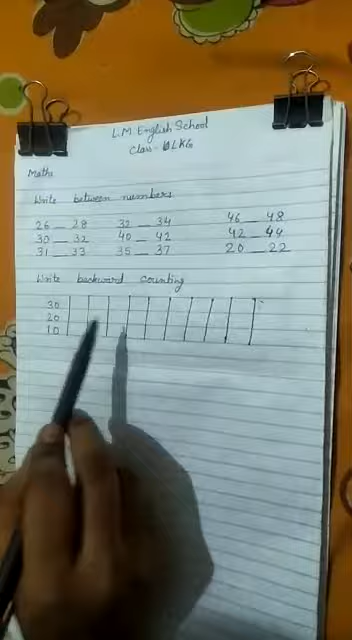 L.M. English School
Class - LKG
Maths
Write between numbers
26 _ 28 32 _ 34 46 _ 48
30 _ 32 40 _ 42 42 _ 44
31 _ 33 35 _ 37 20 _ 22
Write backward counting
30
20
10